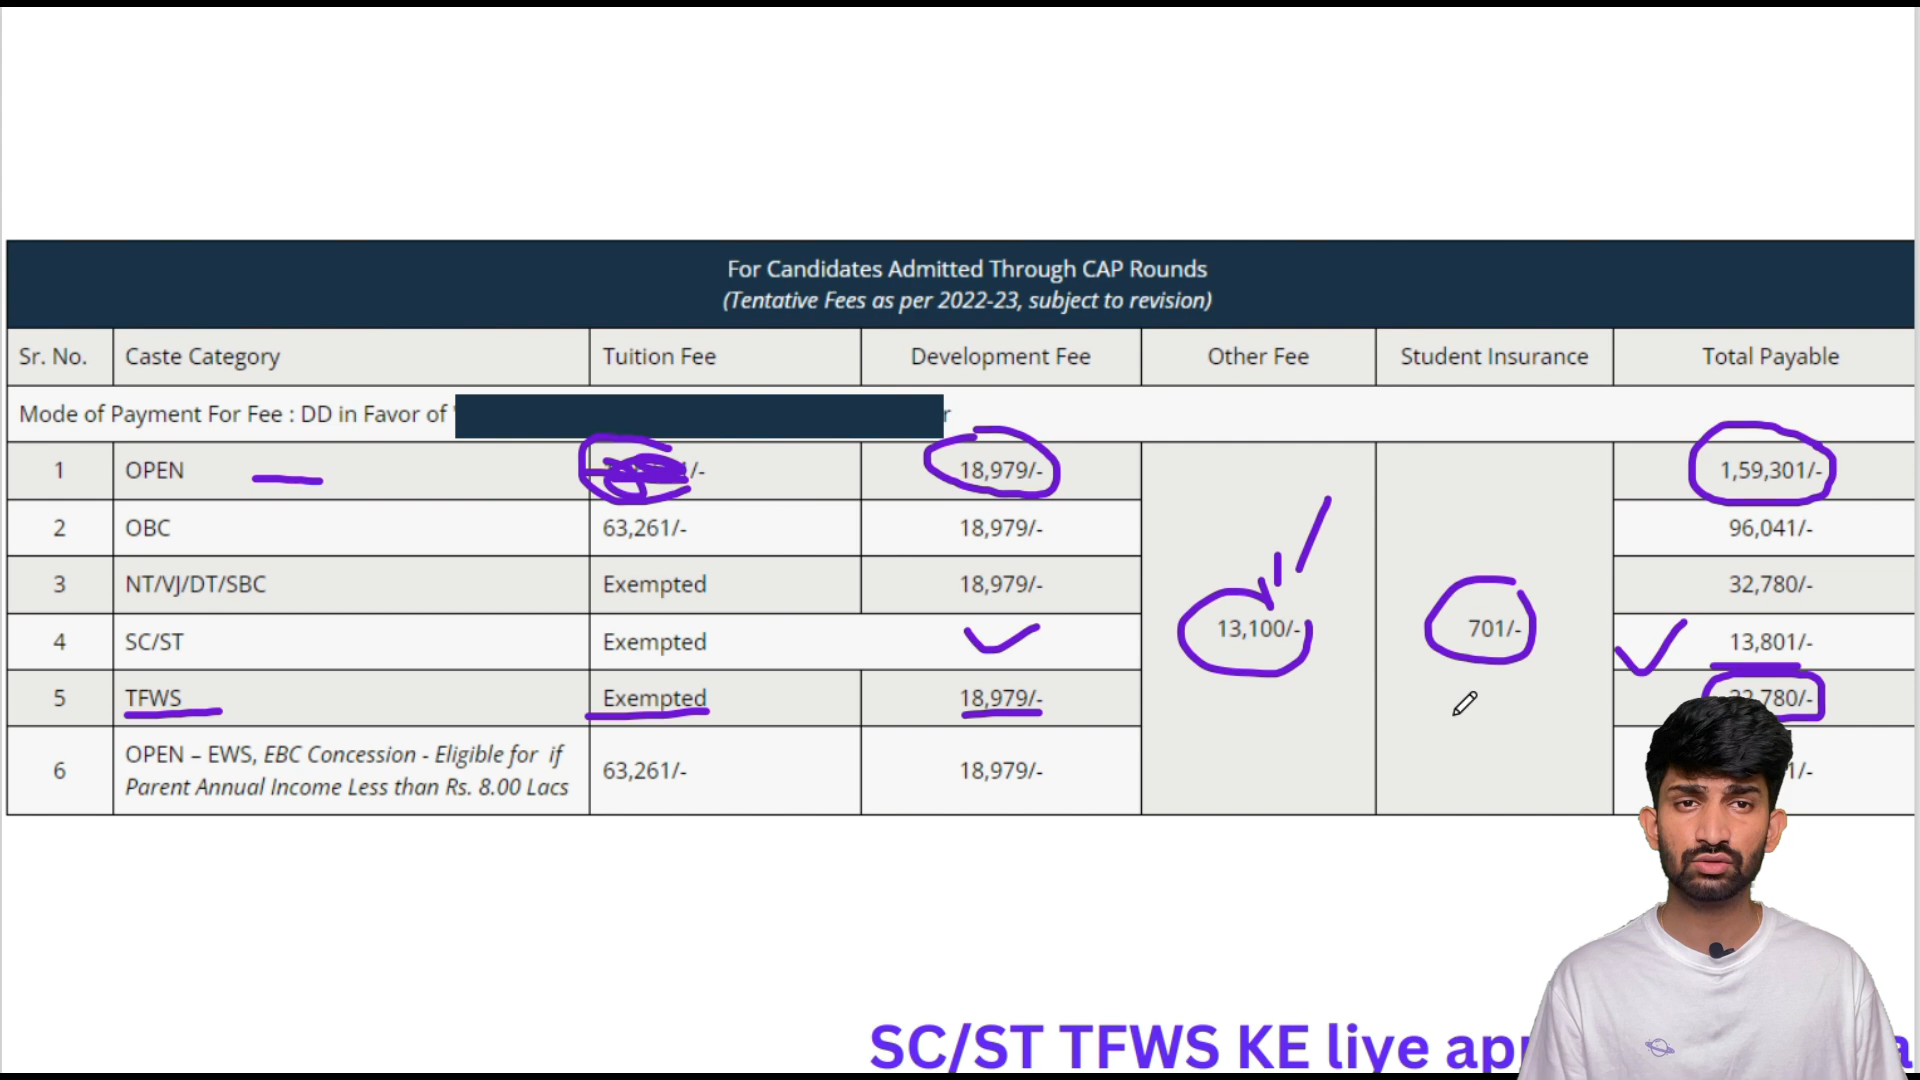 For Candidates Admitted Through CAP Rounds
(Tentative Fees as per 2022-23, subject to revision)
Sr. No. Caste Category Tuition Fee Development Fee Other Fee Student Insurance Total Payable
Mode of Payment For Fee : DD in Favor of
1 OPEN /- 18,979/- 1,59,301/-
2 OBC 63,261/- 18,979/- 96,041/-
3 NT/VJ/DT/SBC Exempted 18,979/- 32,780/-
13,100/- 701/-
4 SC/ST Exempted 13,801/-
5 TFWS Exempted 18,979/-
6 OPEN – EWS, EBC Concession - Eligible for if
Parent Annual Income Less than Rs. 8.00 Lacs
63,261/- 18,979/-
SC/ST TFWS KE